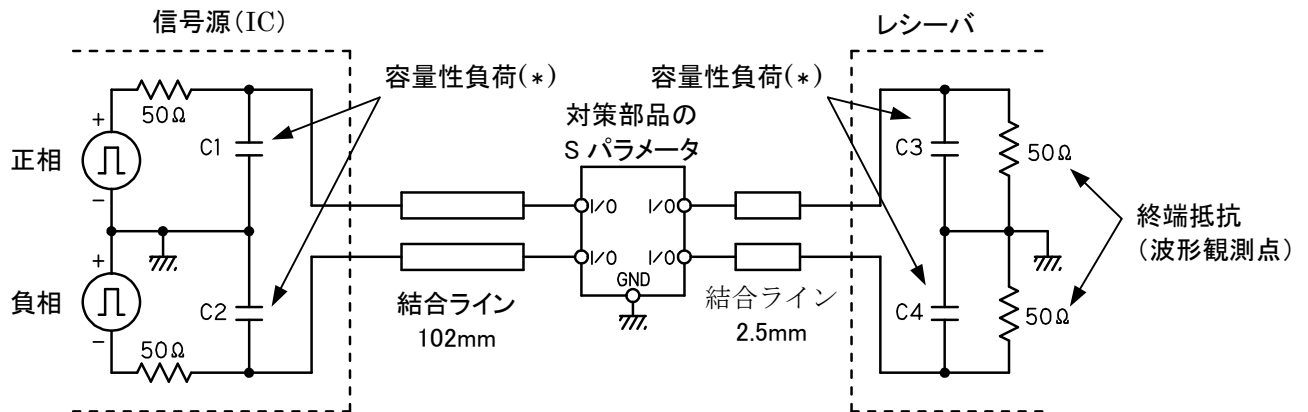 信号源(IC)
レシーバ
容量性負荷(*)
容量性負荷(*)
対策部品の
S パラメータ
+
50Ω
C1
正相
-
I/O
I/O
C3
50Ω
終端抵抗
(波形観測点)
+
I/O
I/O
GND
負相
C2
結合ライン
102mm
結合ライン
2.5mm
C4
50Ω
-
50Ω